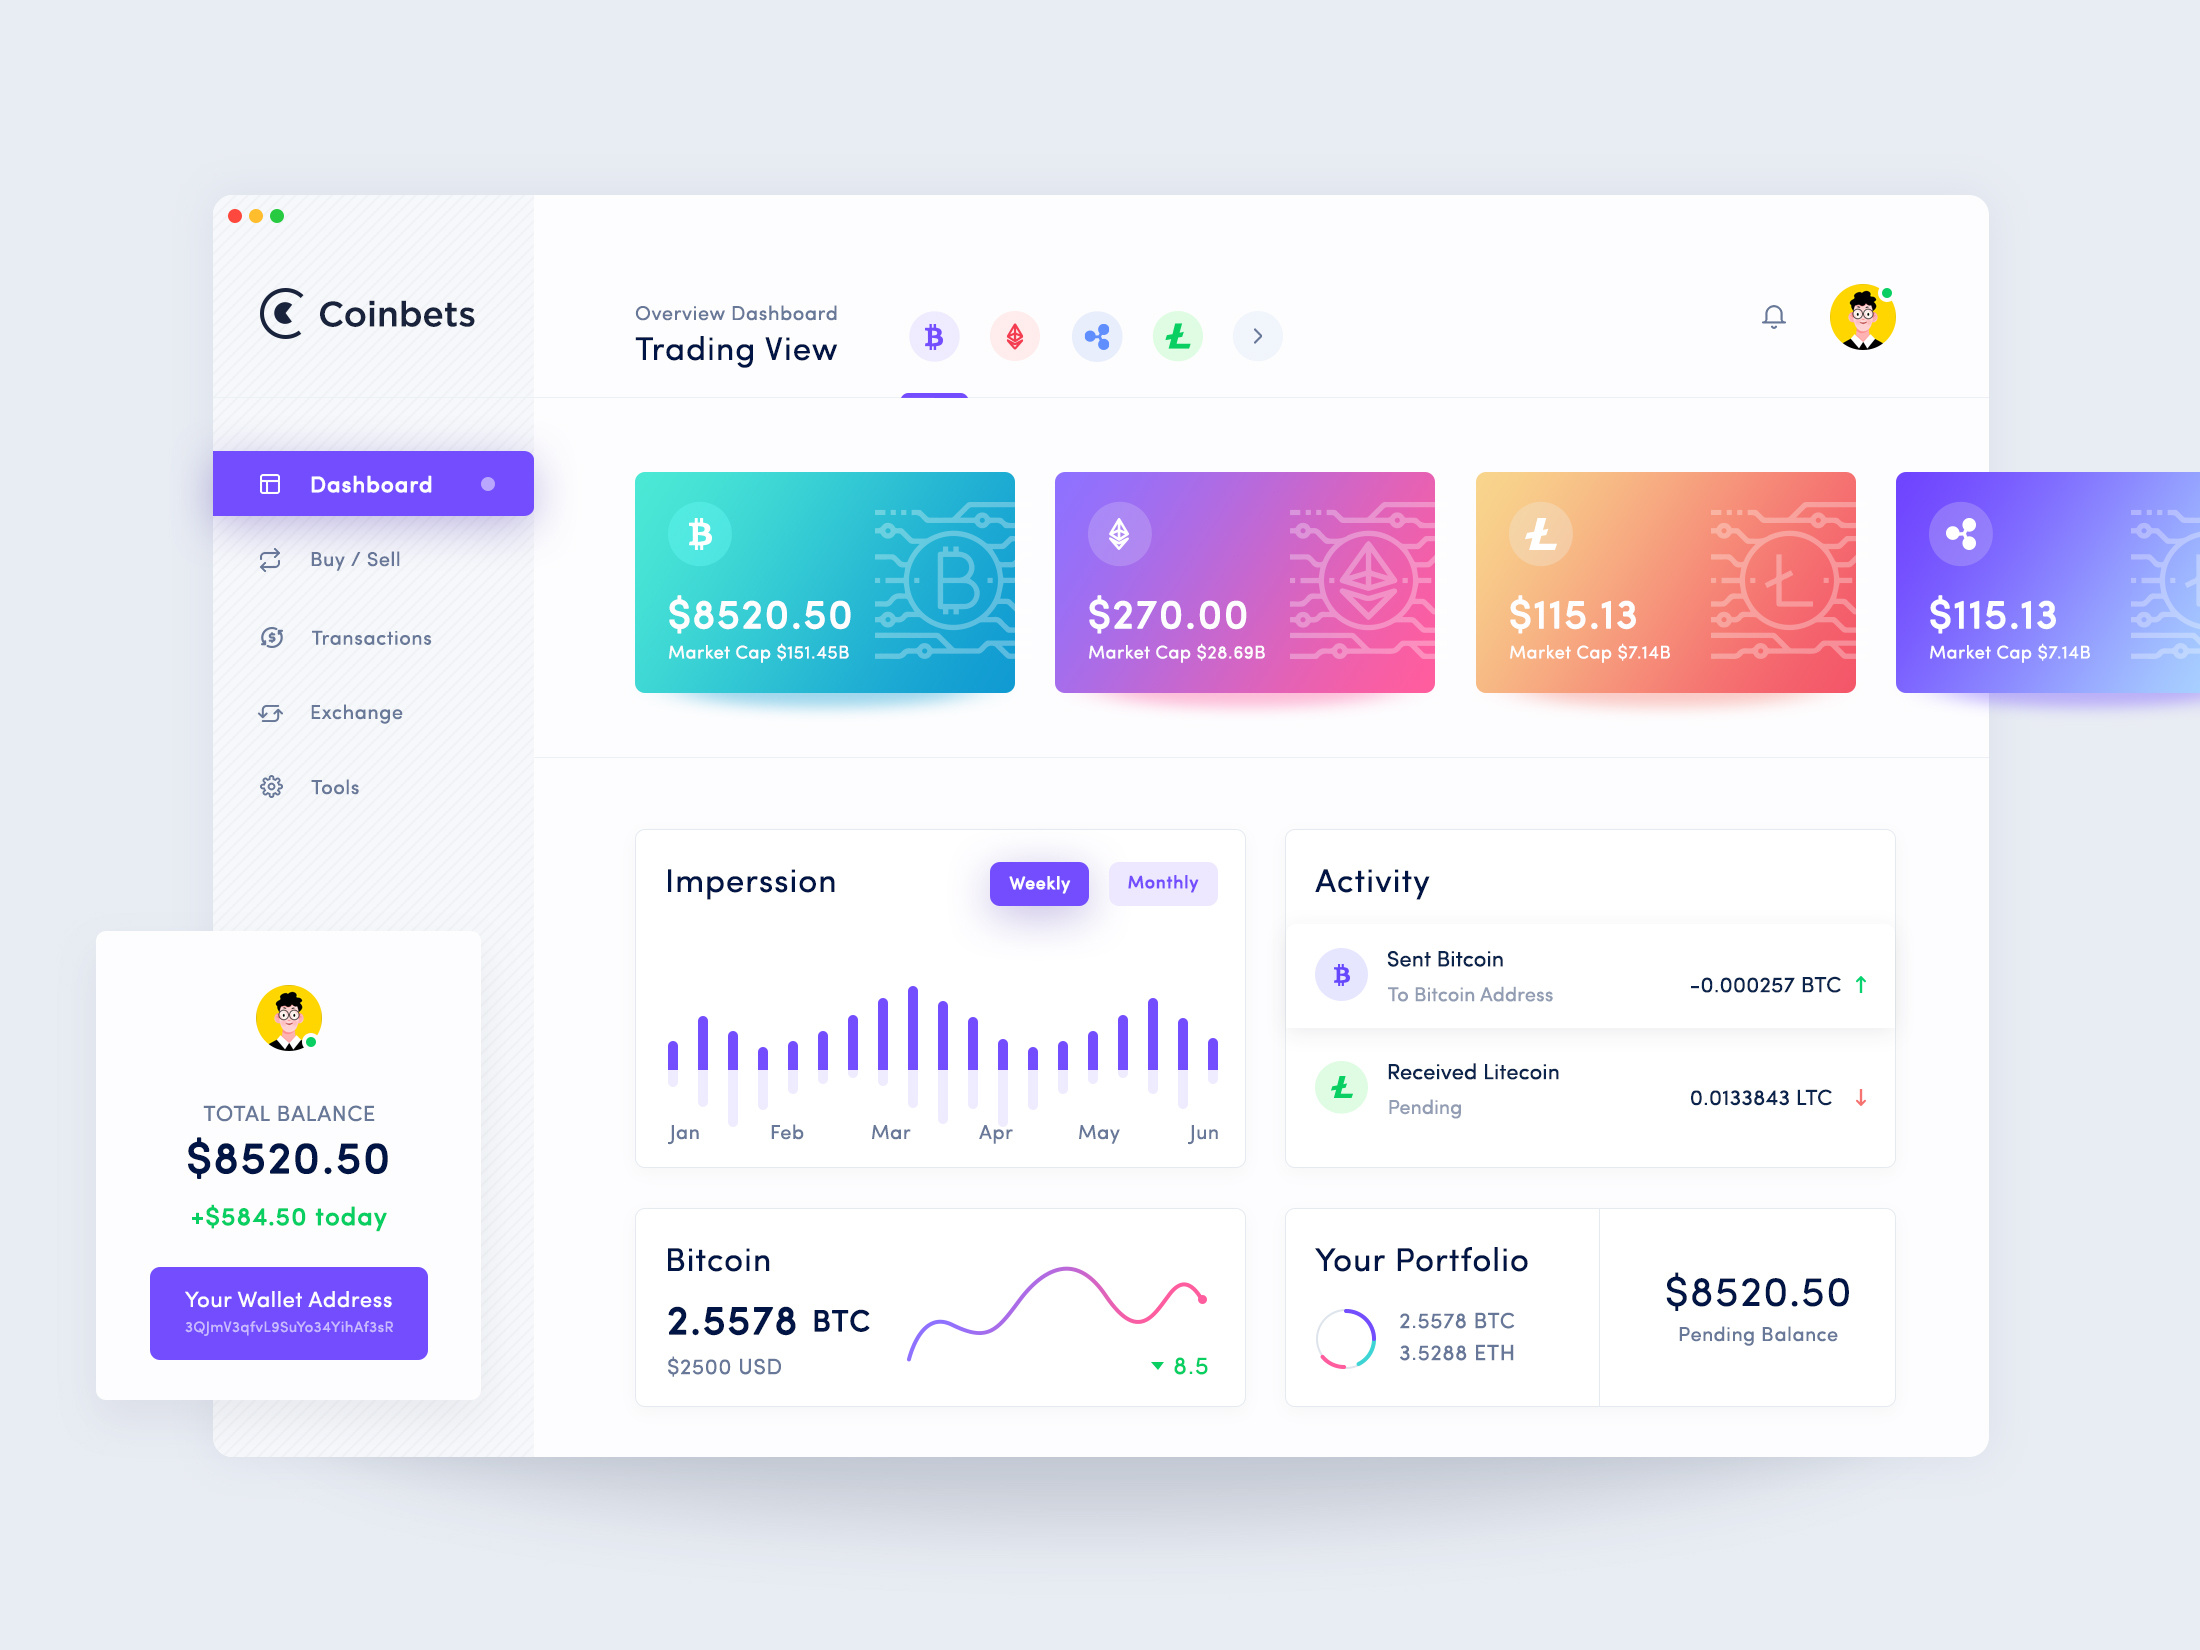 Coinbets
Overview Dashboard
Trading View
Dashboard
Buy / Sell
Transactions
Exchange
Tools
$8520.50
Market Cap $151.45B
$270.00
Market Cap $28.69B
$115.13
Market Cap $7.14B
$115.13
Market Cap $7.14B
Imperssion
Weekly
Monthly
Jan Feb Mar Apr May Jun
Activity
Sent Bitcoin
To Bitcoin Address
-0.000257 BTC
Received Litecoin
Pending
0.0133843 LTC
TOTAL BALANCE
$8520.50
+$584.50 today
Your Wallet Address
3QJmV3qfvL9SuYo34YihAf3sR
Bitcoin
2.5578 BTC
$2500 USD
8.5
Your Portfolio
2.5578 BTC
3.5288 ETH
$8520.50
Pending Balance